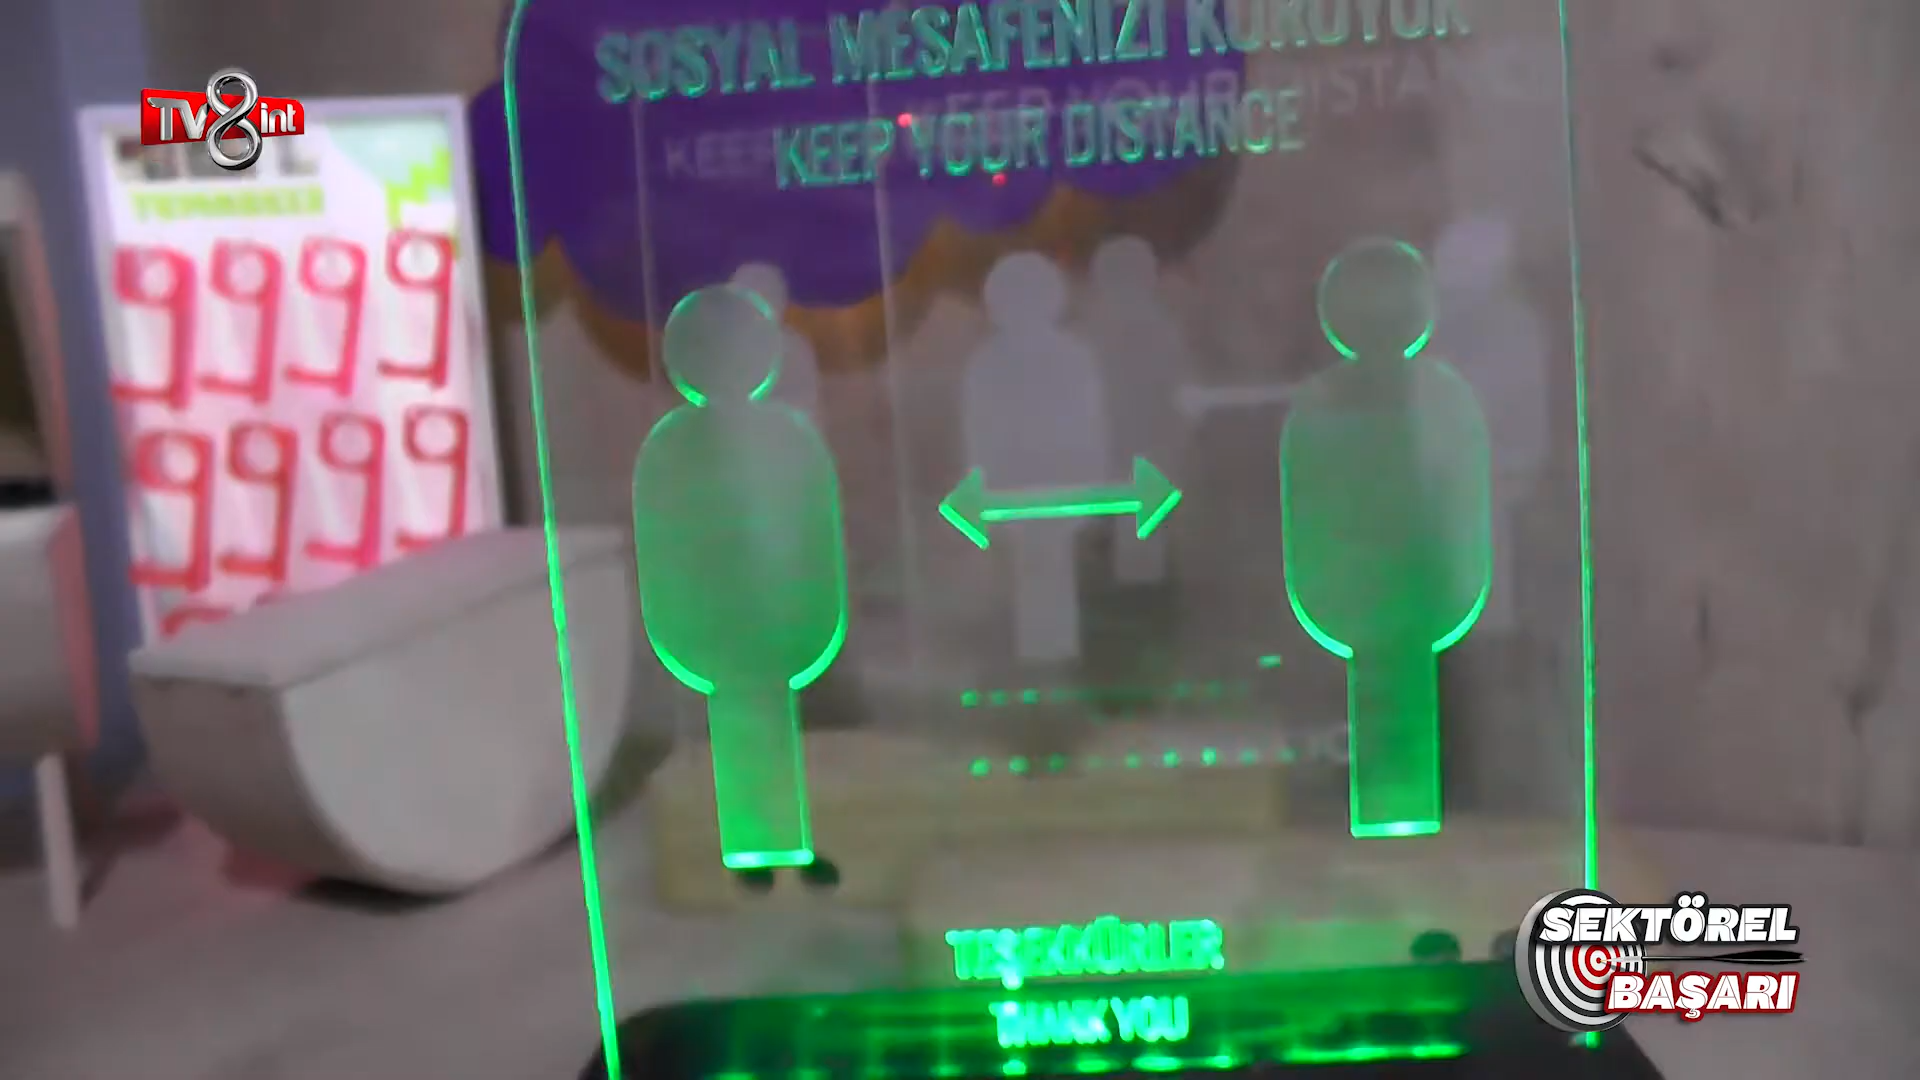 TV8int
SOSYAL MESAFENİZİ KORUYUN
KEEP YOUR DISTANCE
TEŞEKKÜRLER
THANK YOU
SEKTÖREL
BAŞARI